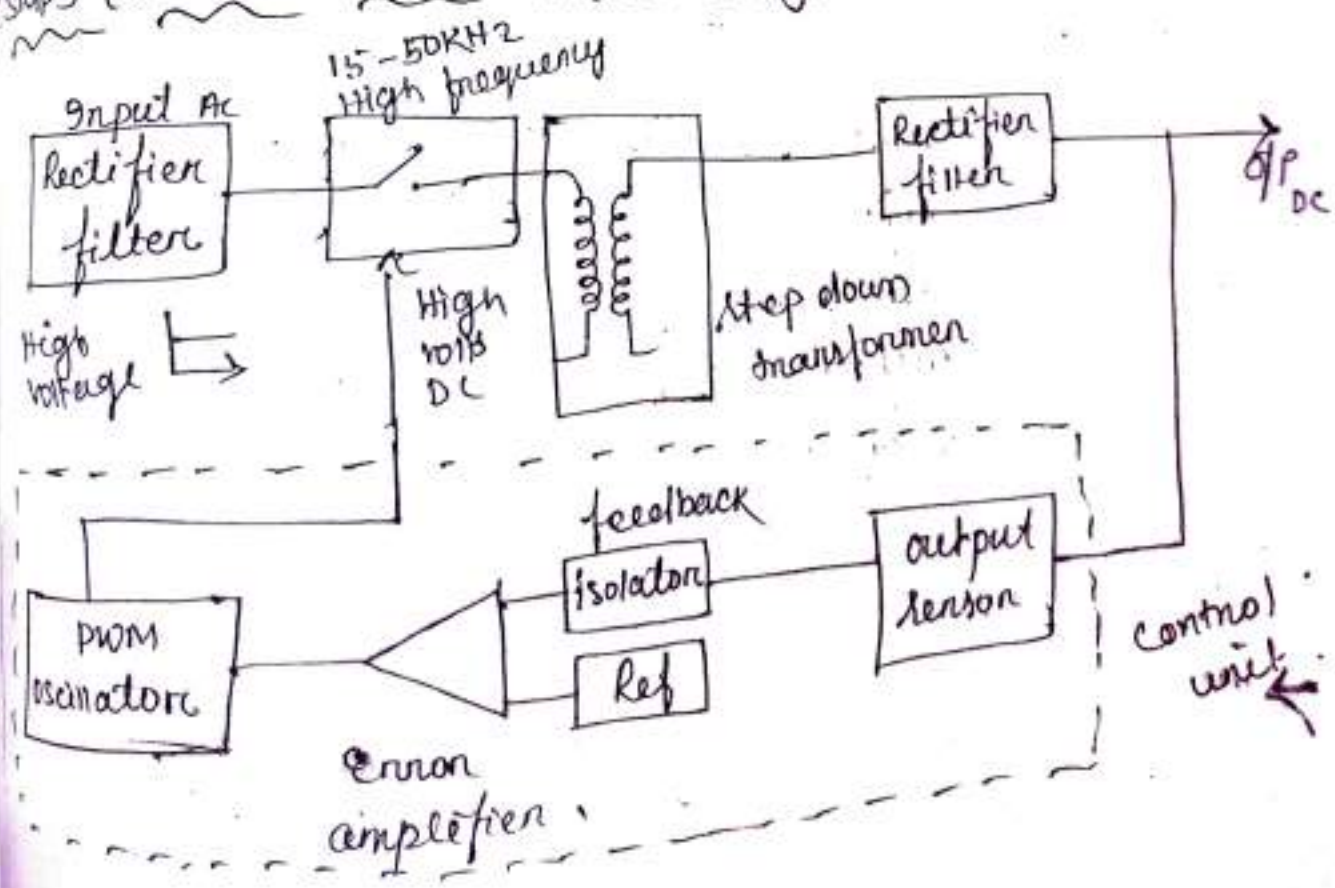 Input AC
Rectifier
filter
High
voltage
15-50KHz
High frequency
High
volts
DC
Step down
transformer
Rectifier
filter
O/P DC
feedback
isolator
Ref
output
sensor
Control
unit
PWM
oscillator
Error
amplifier